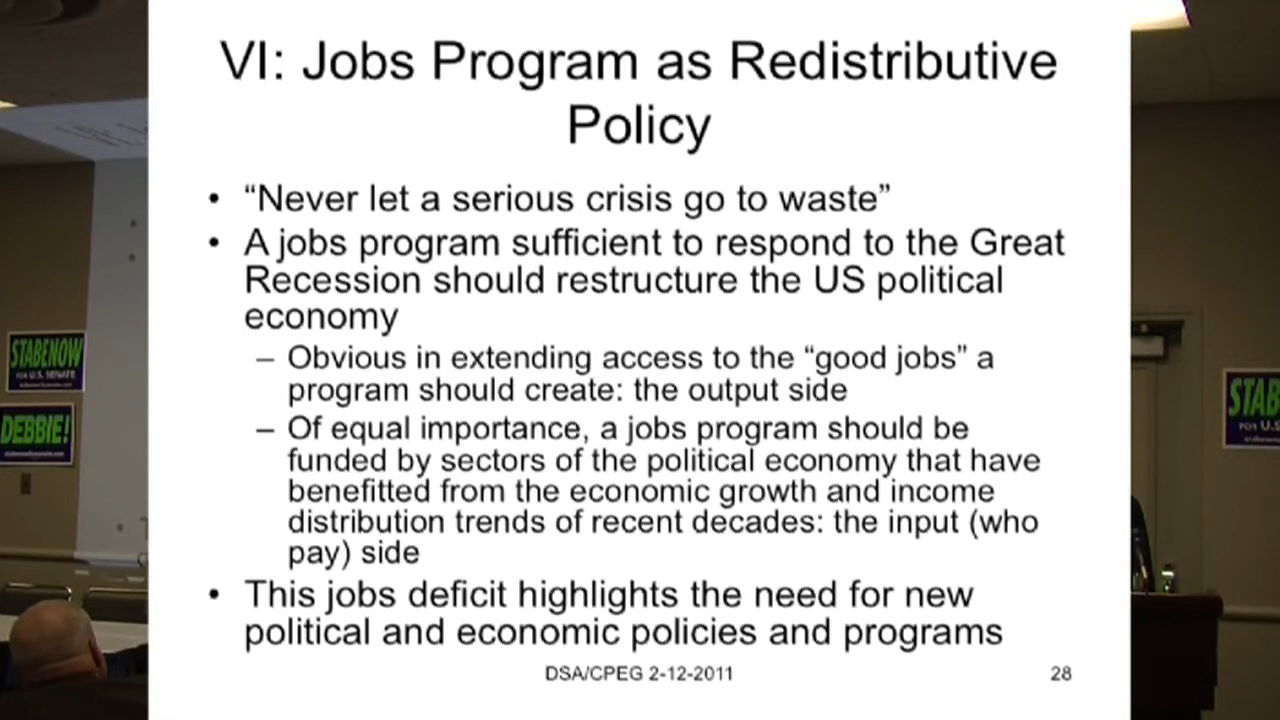 VI: Jobs Program as Redistributive
Policy
• “Never let a serious crisis go to waste”
• A jobs program sufficient to respond to the Great
Recession should restructure the US political
economy
– Obvious in extending access to the “good jobs” a
program should create: the output side
– Of equal importance, a jobs program should be
funded by sectors of the political economy that have
benefitted from the economic growth and income
distribution trends of recent decades: the input (who
pay) side
• This jobs deficit highlights the need for new
political and economic policies and programs
DSA/CPEG 2-12-2011
28
STABENOW
FOR U.S. SENATE
DEBBIE!
STAB
FOR U.S